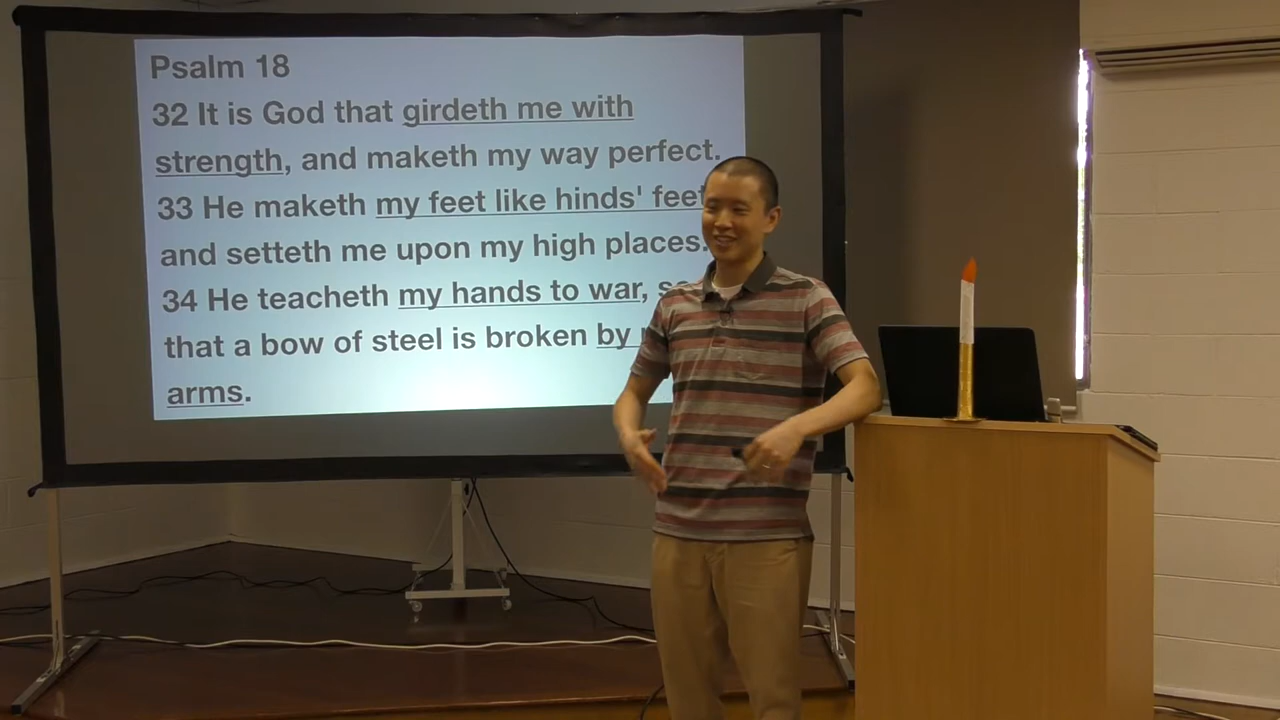 Psalm 18
32 It is God that girdeth me with
strength, and maketh my way perfect.
33 He maketh my feet like hinds' feet
and setteth me upon my high places.
34 He teacheth my hands to war,
that a bow of steel is broken by
arms.